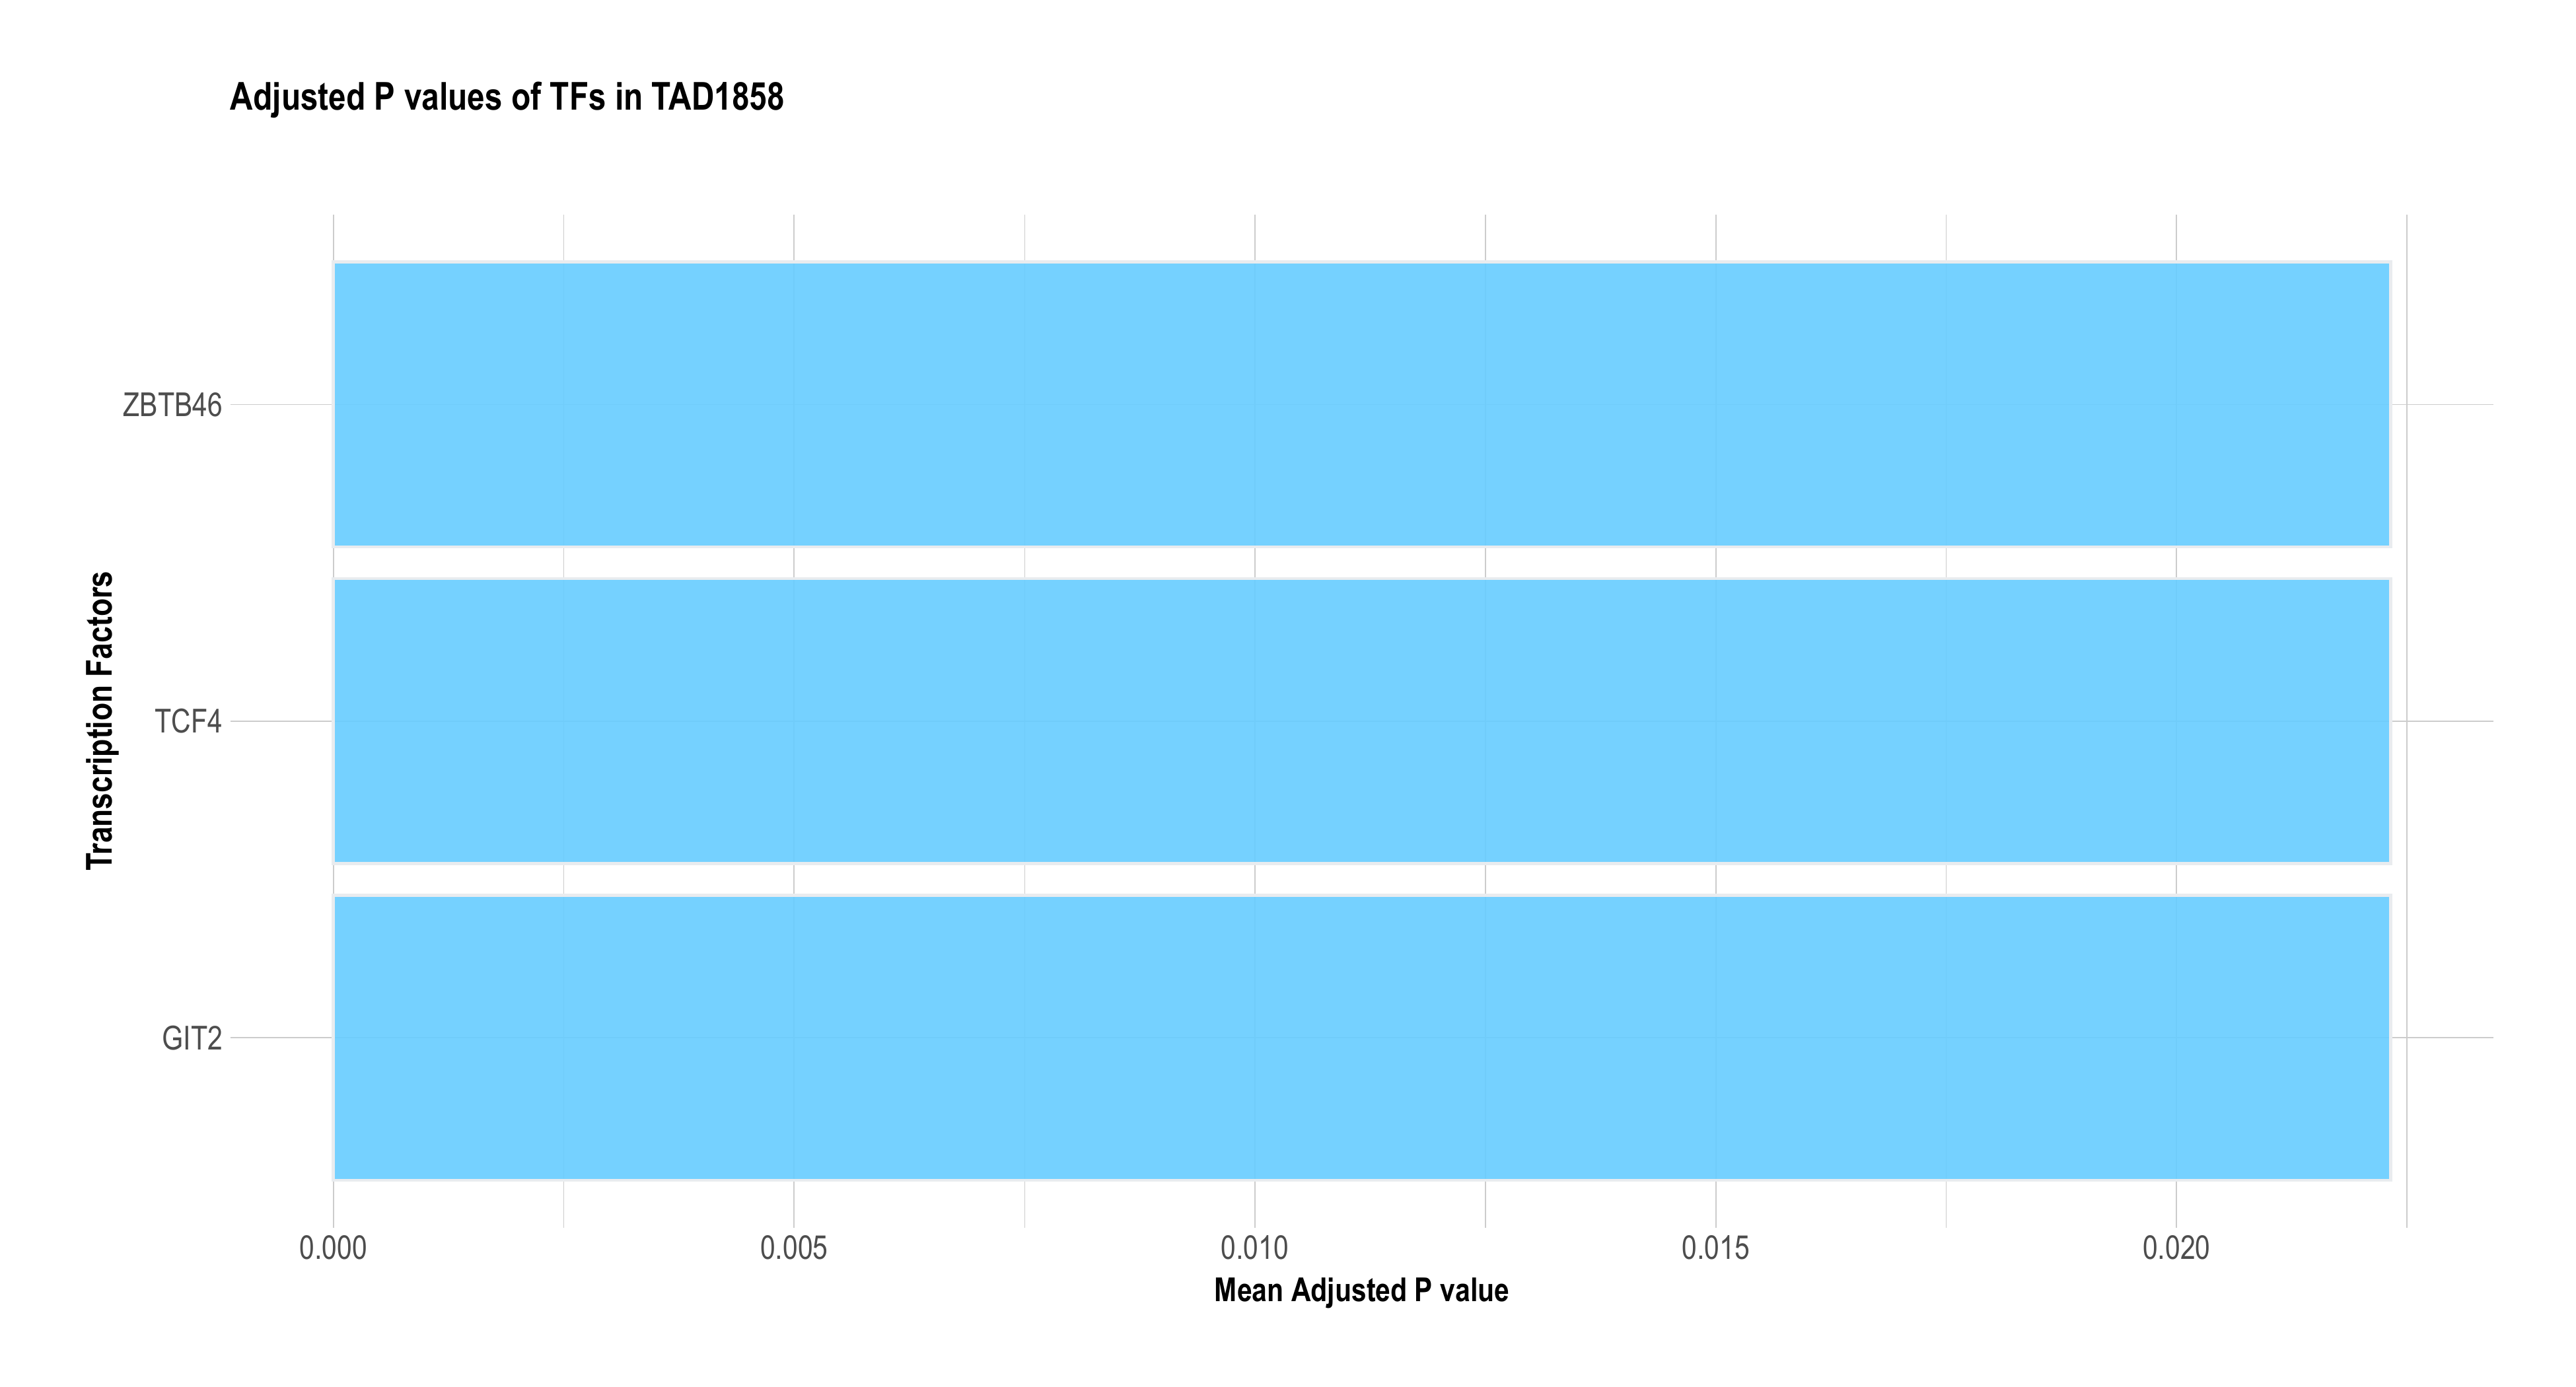 Adjusted P values of TFs in TAD1858
Transcription Factors
ZBTB46
TCF4
GIT2
0.000 0.005 0.010 0.015 0.020
Mean Adjusted P value